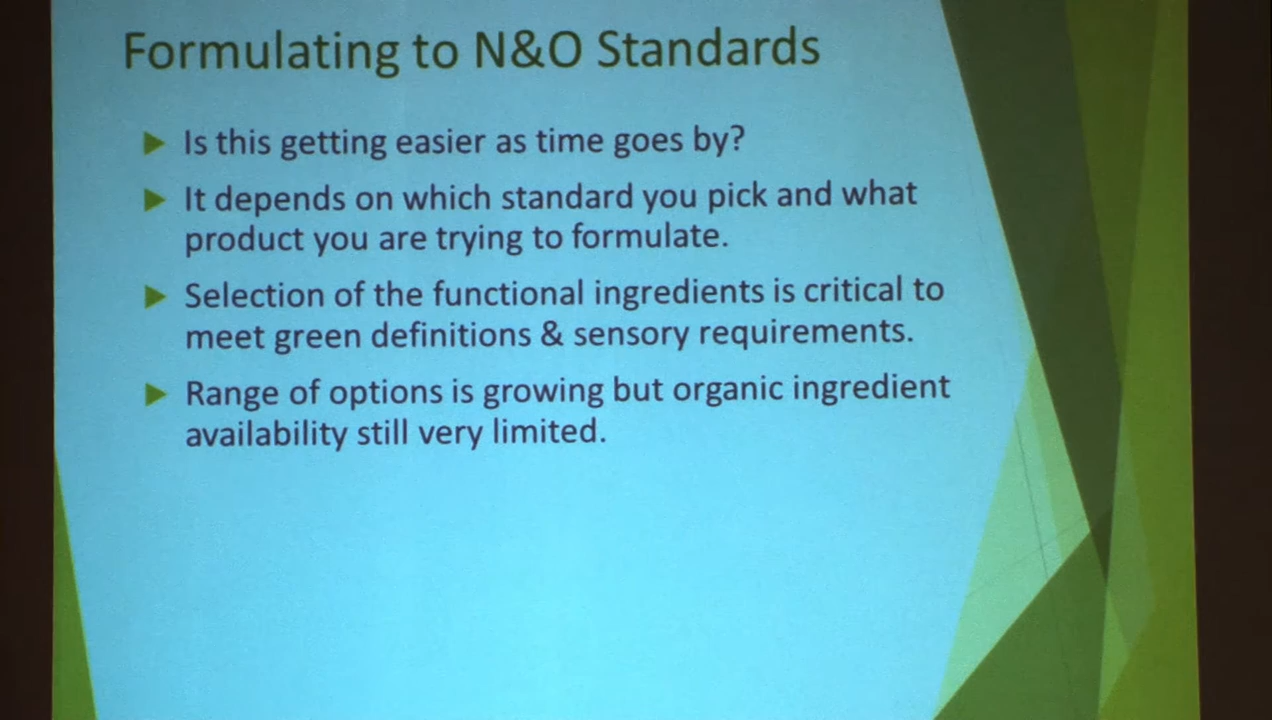 Formulating to N&O Standards
Is this getting easier as time goes by?
It depends on which standard you pick and what
product you are trying to formulate.
Selection of the functional ingredients is critical to
meet green definitions & sensory requirements.
Range of options is growing but organic ingredient
availability still very limited.